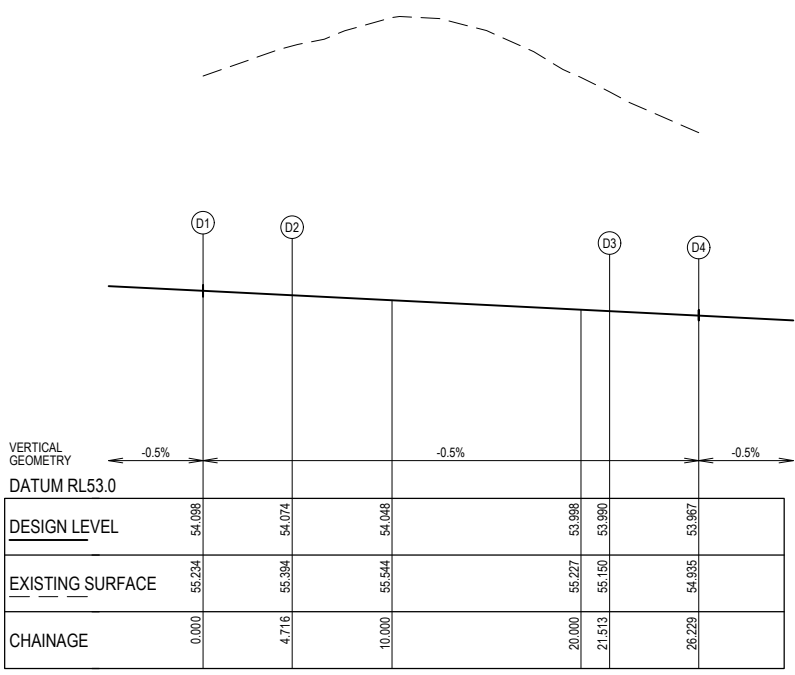 D1
D2
D3
D4
VERTICAL
GEOMETRY
-0.5%
-0.5%
-0.5%
DATUM RL53.0
DESIGN LEVEL 54.098 54.074 54.048 53.998 53.990 53.967
EXISTING SURFACE 55.234 55.394 55.544 55.227 55.150 54.935
CHAINAGE 0.000 4.716 10.000 20.000 21.513 26.229